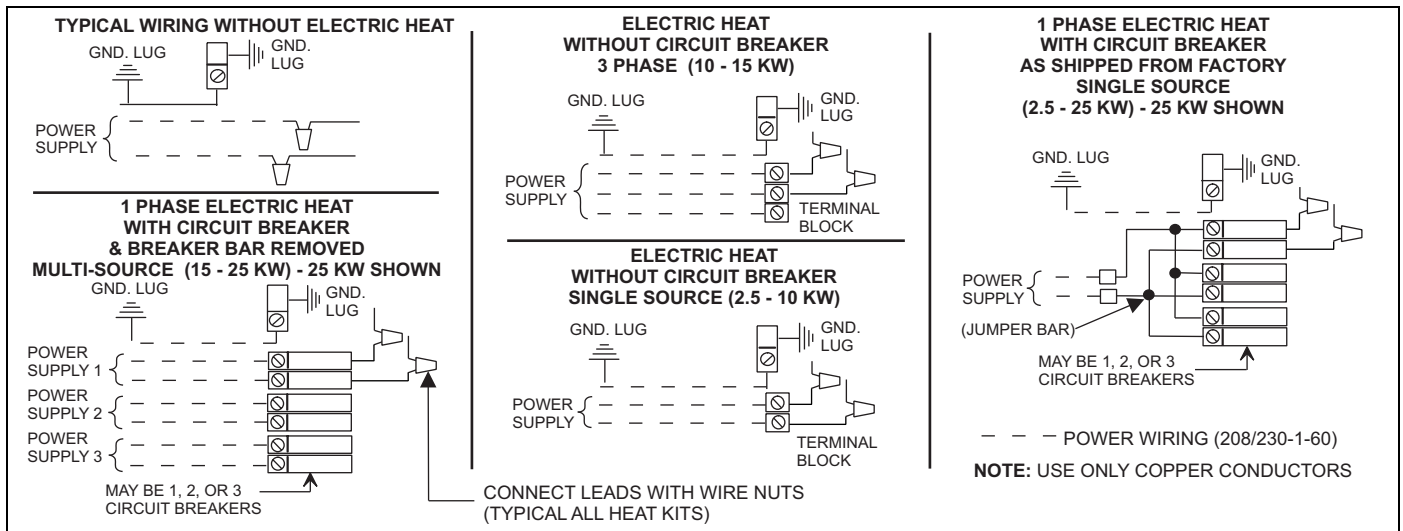 TYPICAL WIRING WITHOUT ELECTRIC HEAT
GND. LUG
GND.
LUG
POWER
SUPPLY
1 PHASE ELECTRIC HEAT
WITH CIRCUIT BREAKER
& BREAKER BAR REMOVED
MULTI-SOURCE (15 - 25 KW) - 25 KW SHOWN
GND. LUG
GND.
LUG
POWER
SUPPLY 1
POWER
SUPPLY 2
POWER
SUPPLY 3
MAY BE 1, 2, OR 3
CIRCUIT BREAKERS
CONNECT LEADS WITH WIRE NUTS
(TYPICAL ALL HEAT KITS)
ELECTRIC HEAT
WITHOUT CIRCUIT BREAKER
3 PHASE (10 - 15 KW)
GND. LUG
GND.
LUG
POWER
SUPPLY
TERMINAL
BLOCK
ELECTRIC HEAT
WITHOUT CIRCUIT BREAKER
SINGLE SOURCE (2.5 - 10 KW)
GND. LUG
GND.
LUG
POWER
SUPPLY
TERMINAL
BLOCK
1 PHASE ELECTRIC HEAT
WITH CIRCUIT BREAKER
AS SHIPPED FROM FACTORY
SINGLE SOURCE
(2.5 - 25 KW) - 25 KW SHOWN
GND. LUG
GND.
LUG
POWER
SUPPLY
(JUMPER BAR)
MAY BE 1, 2, OR 3
CIRCUIT BREAKERS
POWER WIRING (208/230-1-60)
NOTE: USE ONLY COPPER CONDUCTORS